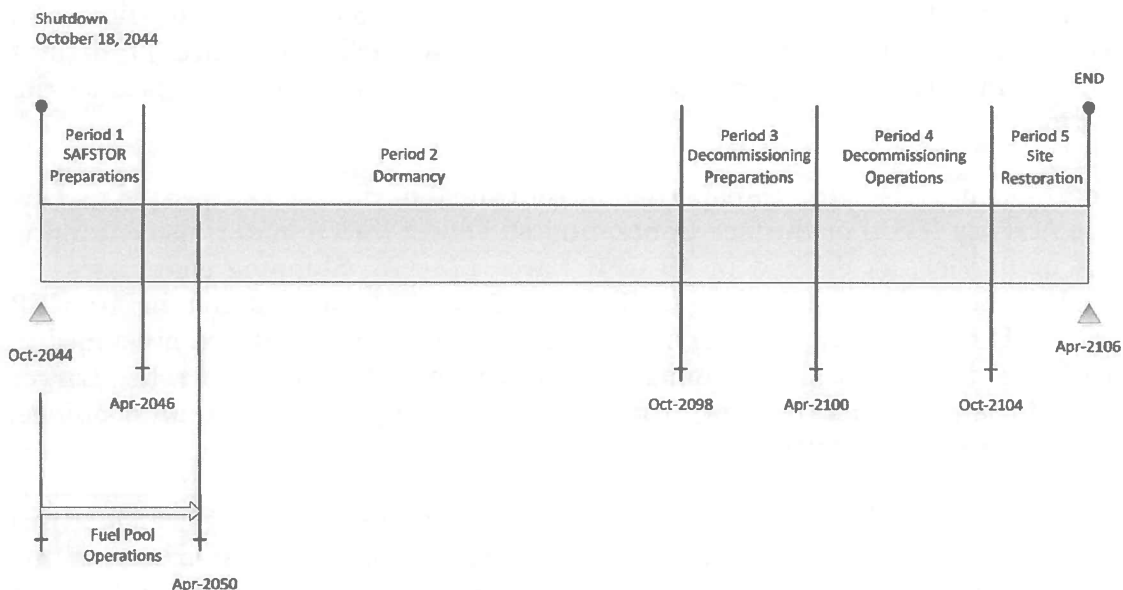 Shutdown
October 18, 2044
END
Period 1
SAFSTOR
Preparations
Period 2
Dormancy
Period 3
Decommissioning
Preparations
Period 4
Decommissioning
Operations
Period 5
Site
Restoration
Oct-2044
Apr-2046
Oct-2098
Apr-2100
Oct-2104
Apr-2106
Fuel Pool
Operations
Apr-2050